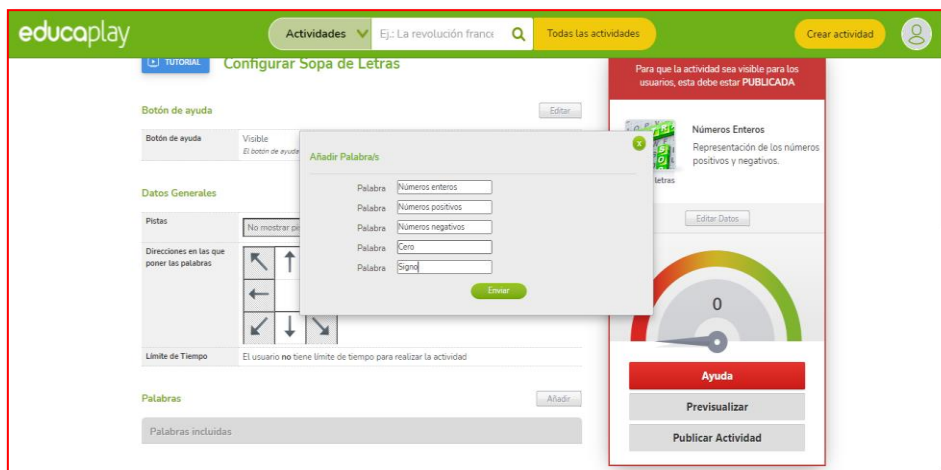 educaplay
Actividades
Ej.: La revolución france
Todas las actividades
Crear actividad
TUTORIAL
Configurar Sopa de Letras
Botón de ayuda
Editar
Botón de ayuda
Visible
El botón de ayuda
Datos Generales
Pistas
No mostrar
Direcciones en las que
poner las palabras
Límite de Tiempo
El usuario no tiene límite de tiempo para realizar la actividad
Palabras
Añadir
Palabras incluidas
Añadir Palabra/s
x
Palabra Números enteros
Palabra Números positivos
Palabra Números negativos
Palabra Cero
Palabra Signo
Enviar
Para que la actividad sea visible para los
usuarios, esta debe estar PUBLICADA
Números Enteros
Representación de los números
positivos y negativos.
letras
Editar Datos
0
Ayuda
Previsualizar
Publicar Actividad